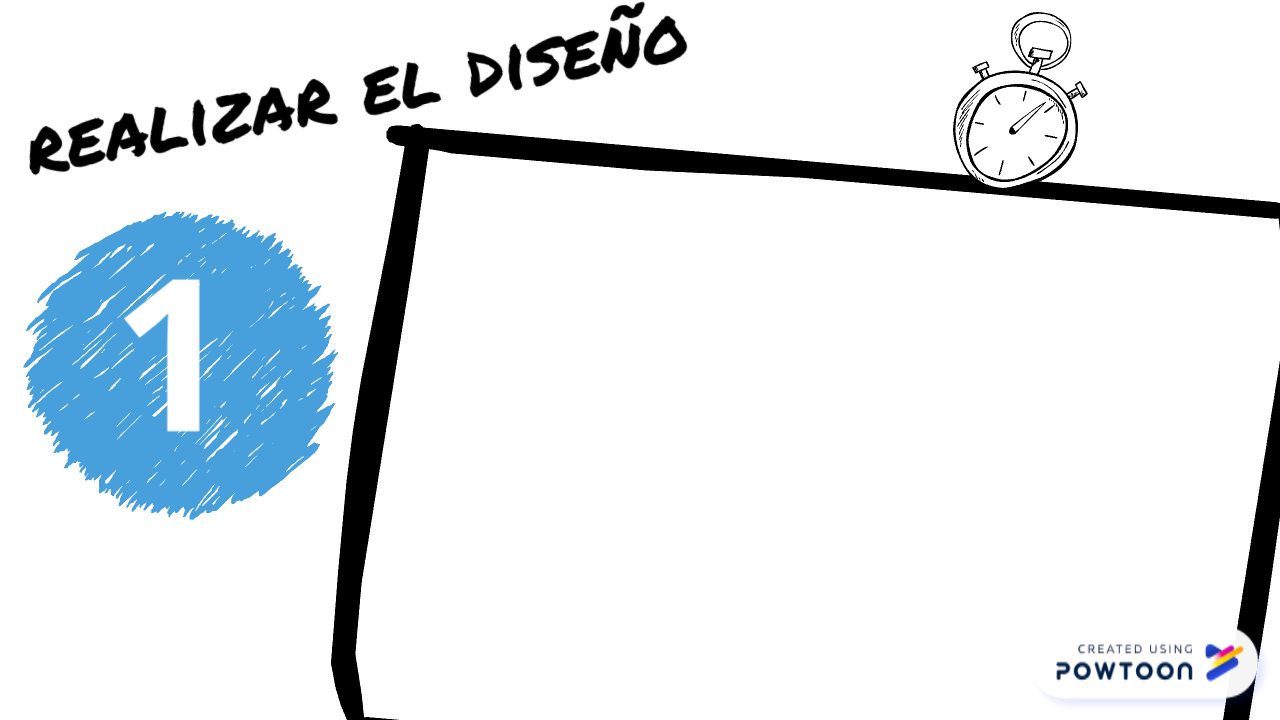 REALIZAR EL DISEÑO
1
CREATED USING
POWTOON